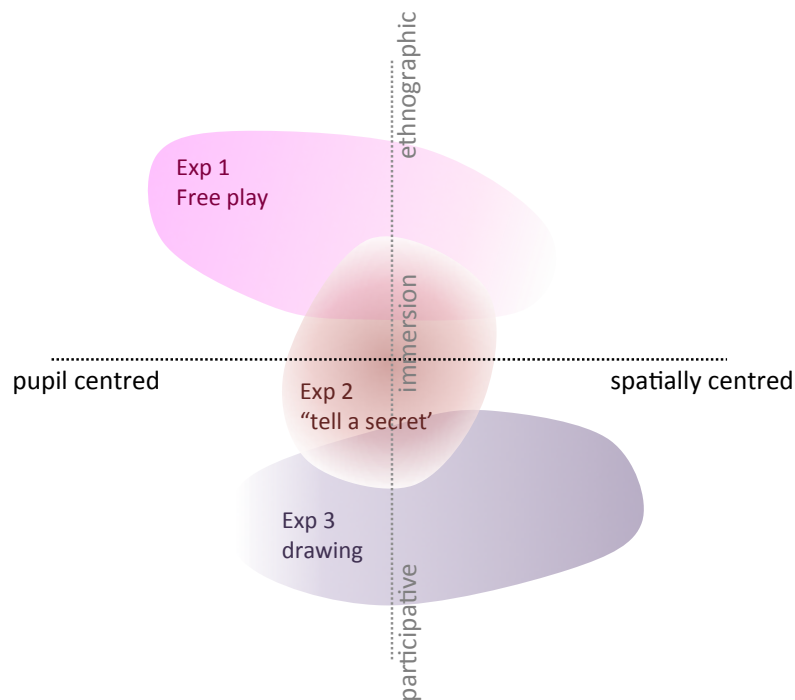 ethnographic
Exp 1
Free play
immersion
pupil centred
spatially centred
Exp 2
“tell a secret’
Exp 3
drawing
participative